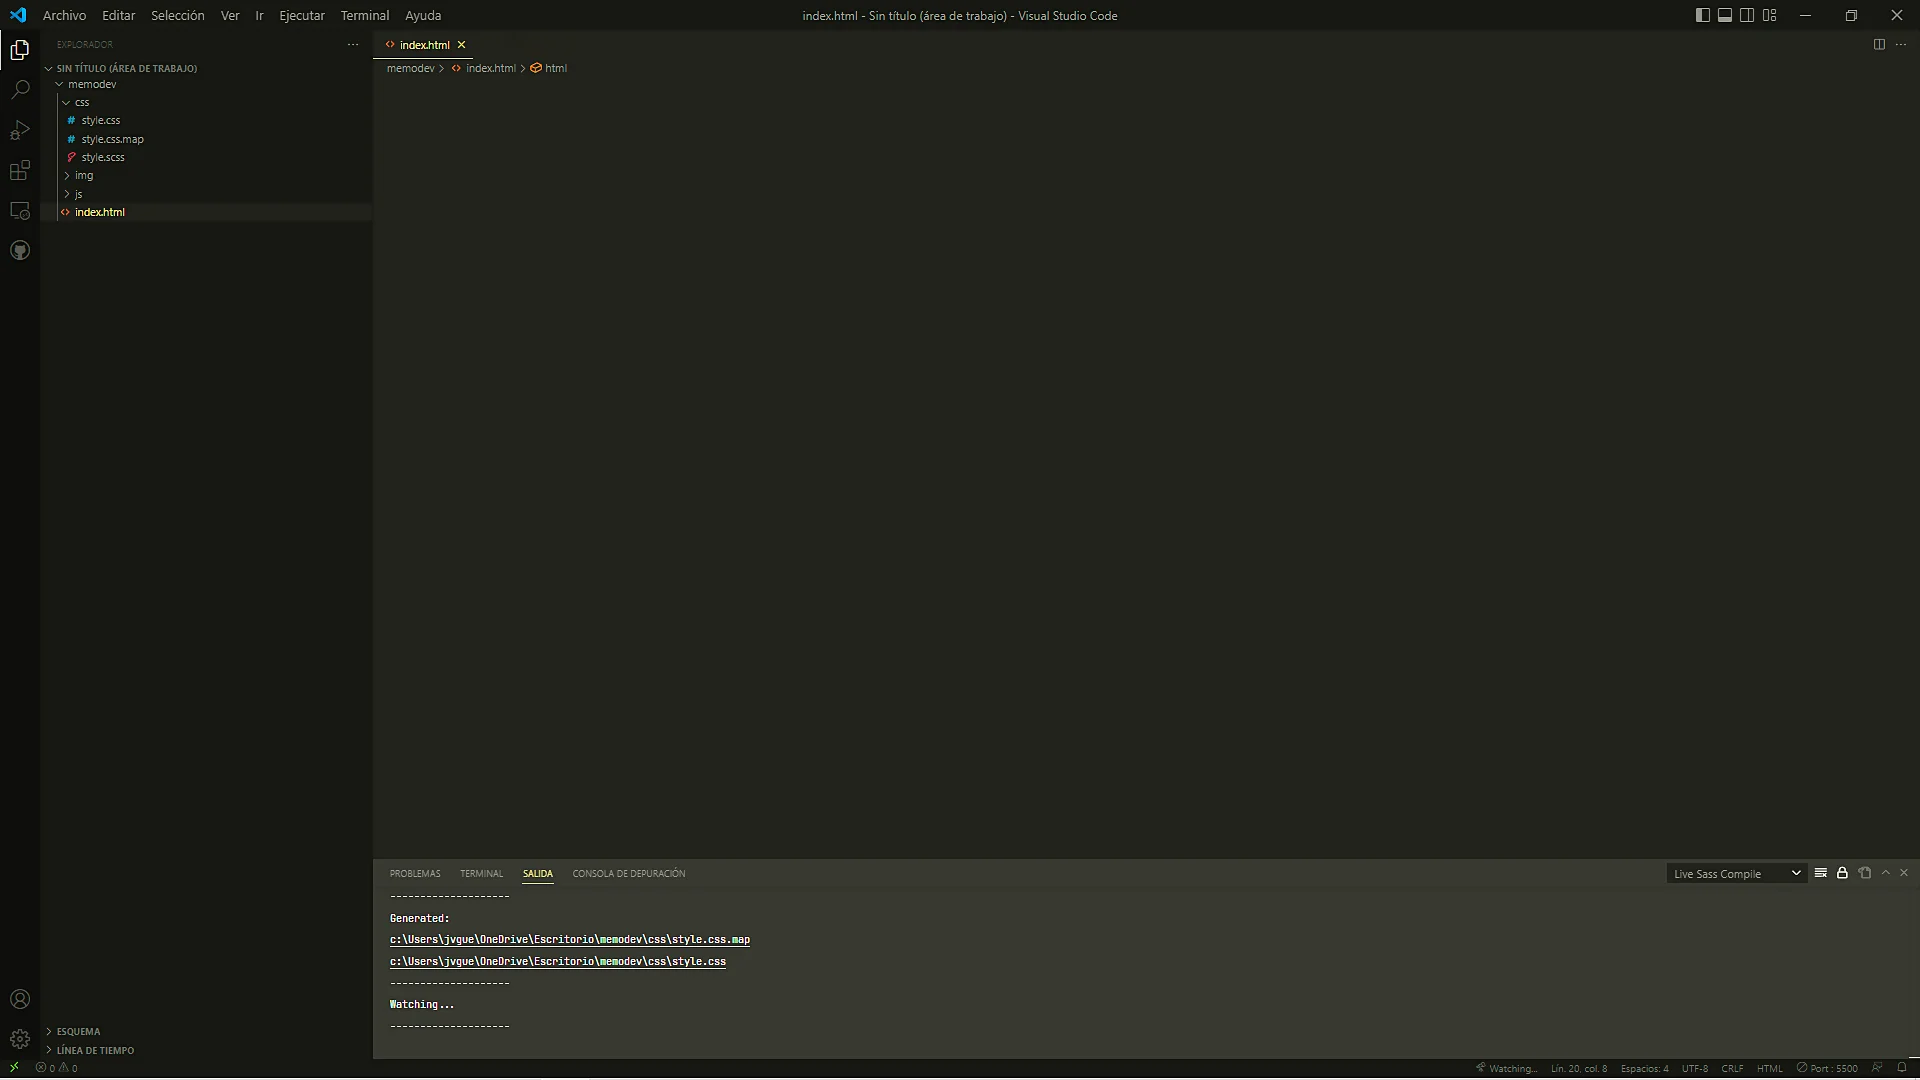 Archivo Editar Selección Ver Ir Ejecutar Terminal Ayuda
index.html - Sin título (área de trabajo) - Visual Studio Code
EXPLORADOR
SIN TÍTULO (ÁREA DE TRABAJO)
memodev
css
style.css
style.css.map
style.scss
img
js
index.html
ESQUEMA
LÍNEA DE TIEMPO
index.html
memodev > index.html > html
PROBLEMAS TERMINAL SALIDA CONSOLA DE DEPURACIÓN
Live Sass Compile
--------------------
Generated:
c:\Users\jvgue\OneDrive\Escritorio\memodev\css\style.css.map
c:\Users\jvgue\OneDrive\Escritorio\memodev\css\style.css
--------------------
Watching...
--------------------
0 0
Watching... Lín. 20, col. 8 Espacios: 4 UTF-8 CRLF HTML Port : 5500